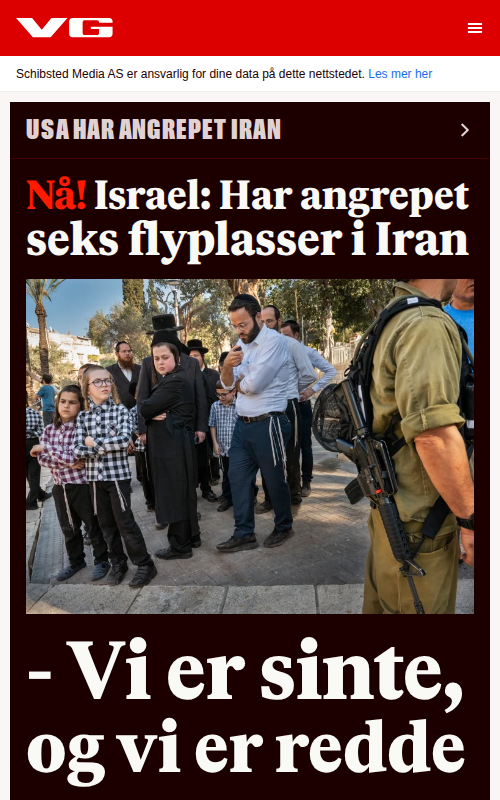 VG
Schibsted Media AS er ansvarlig for dine data på dette nettstedet. Les mer her
USA HAR ANGREPET IRAN
Nå! Israel: Har angrepet
seks flyplasser i Iran
- Vi er sinte,
og vi er redde